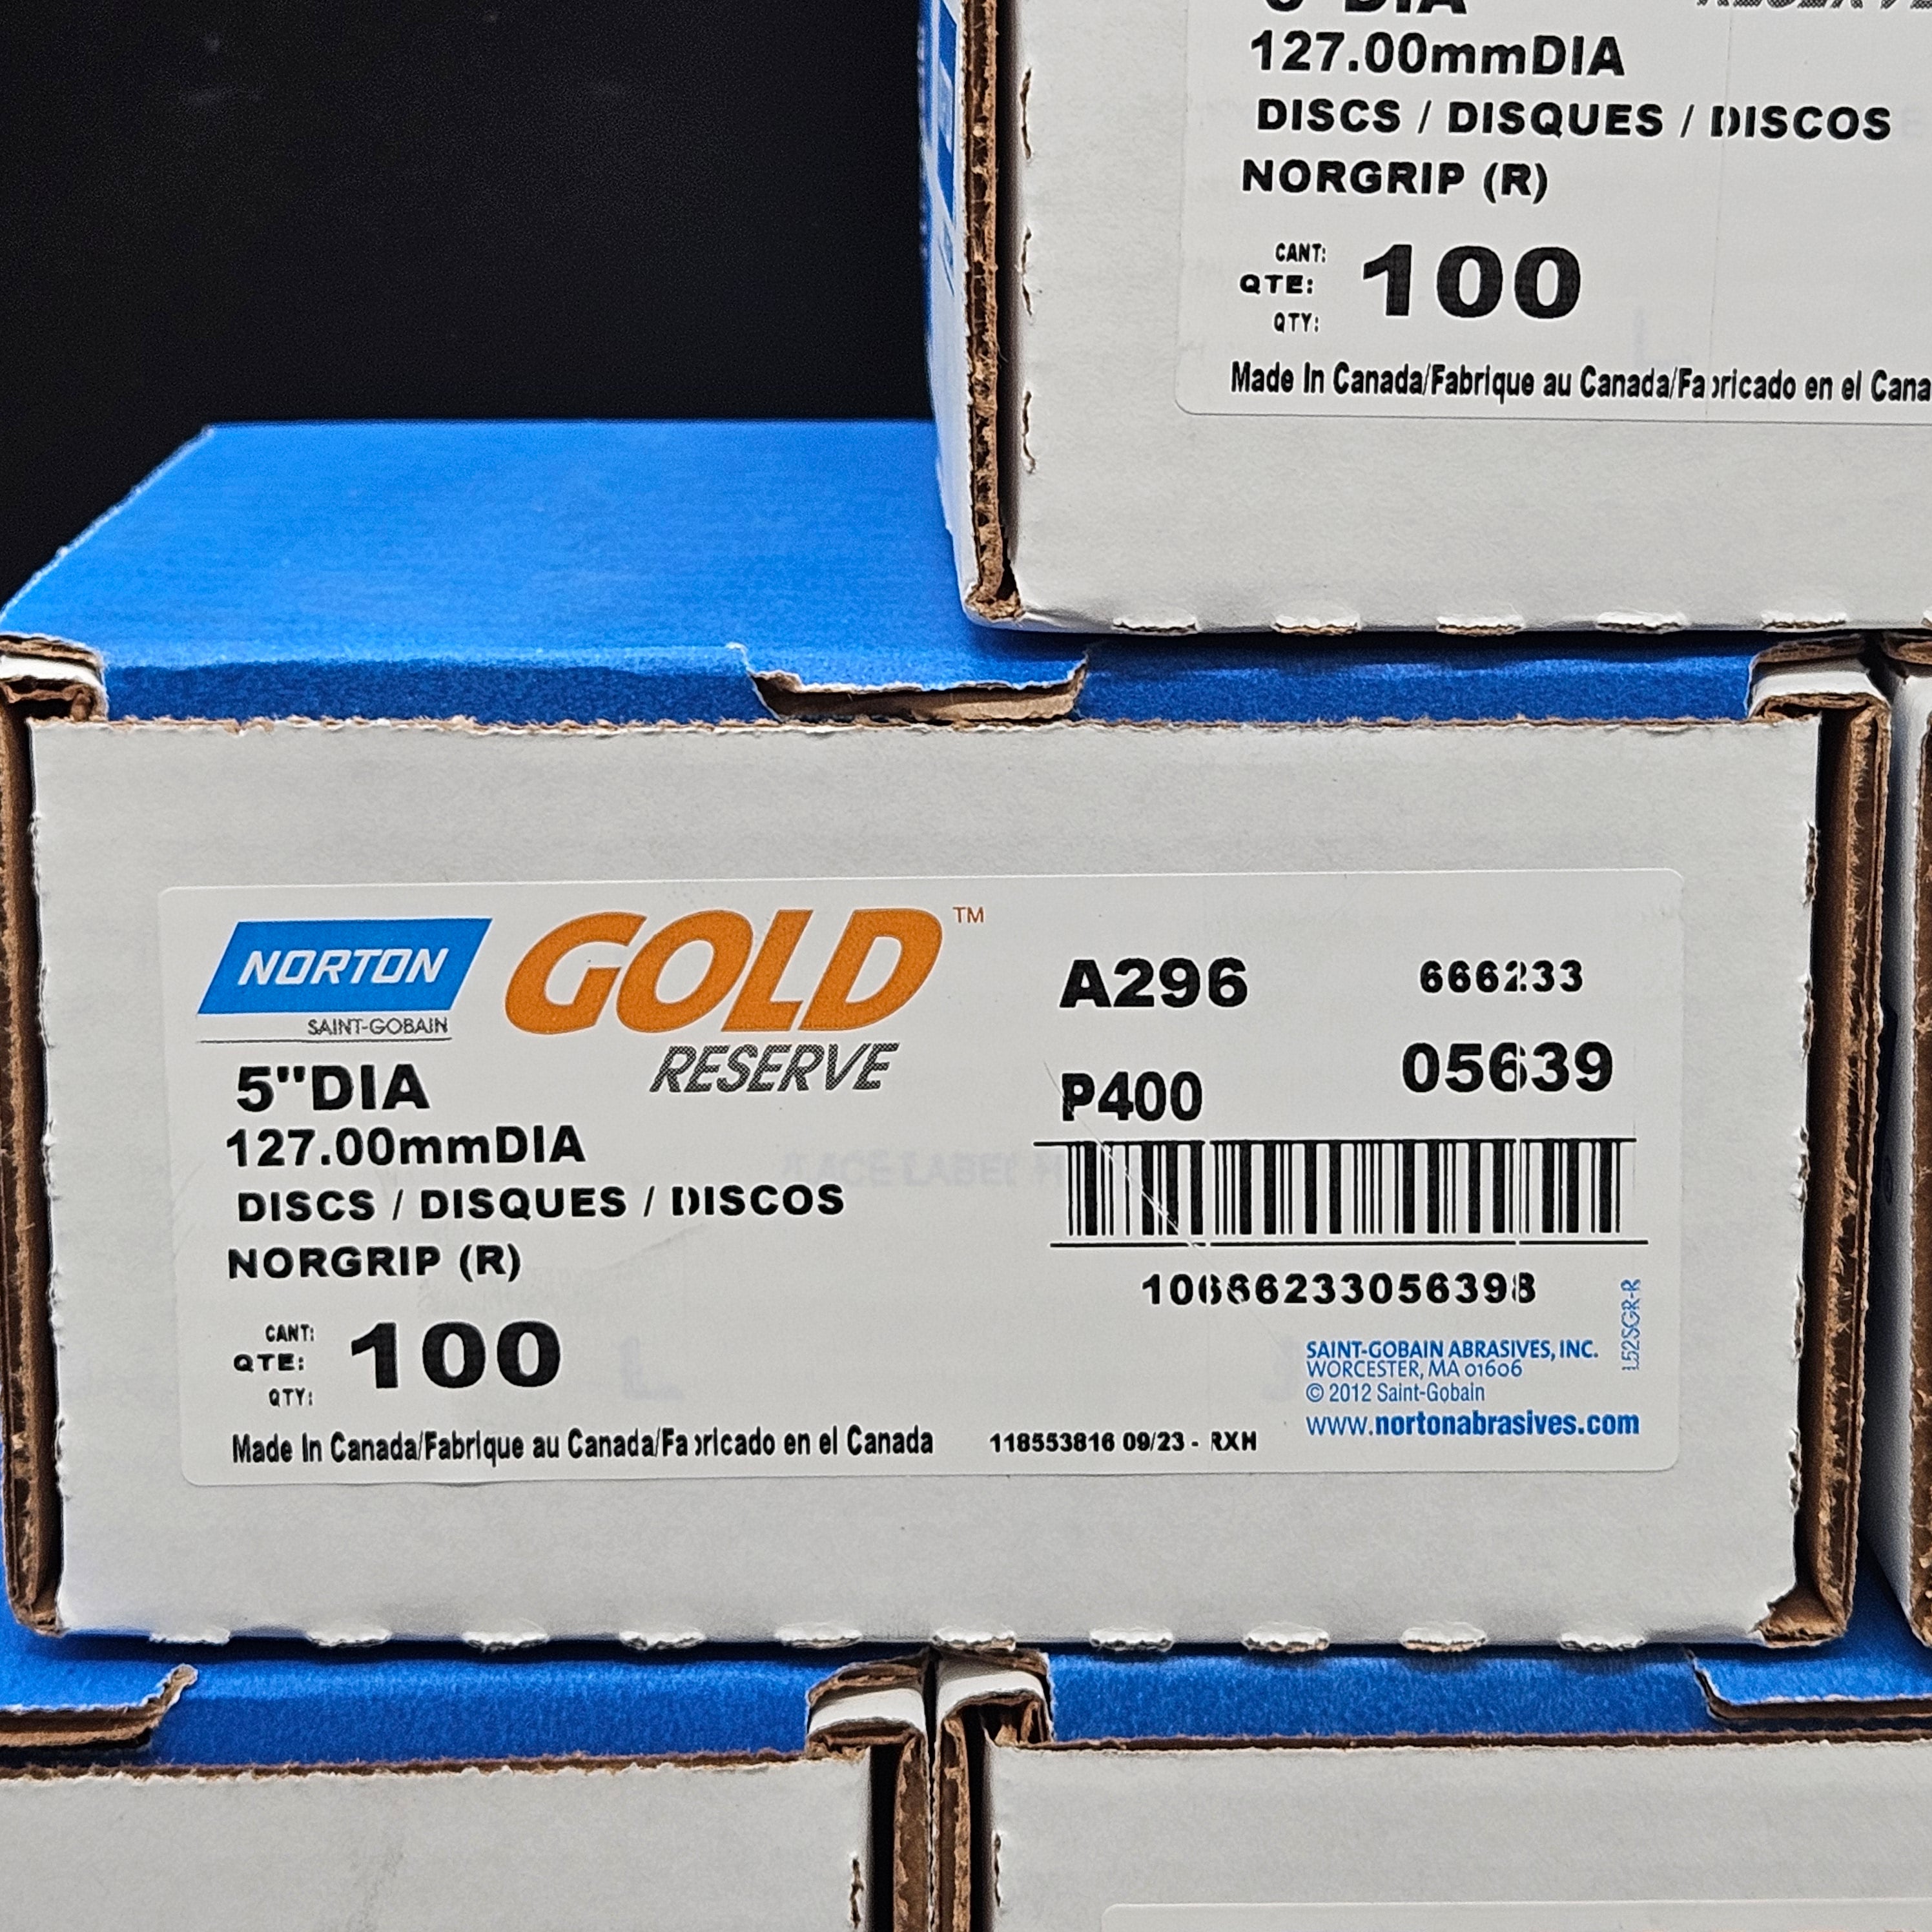 127.00mmDIA
DISCS / DISQUES / DISCOS
NORGRIP (R)
CANT:
QTE: 100
QTY:
Made In Canada/Fabrique au Canada/Fabricado en el Cana
NORTON
SAINT-GOBAIN
GOLD™
RESERVE
5"DIA
127.00mmDIA
DISCS / DISQUES / DISCOS
NORGRIP (R)
CANT:
QTE: 100
QTY:
Made In Canada/Fabrique au Canada/Fabricado en el Canada
118553816 09/23 - RXH
A296
666233
P400
05639
10666233056398
L52SGR-R
SAINT-GOBAIN ABRASIVES, INC.
WORCESTER, MA 01606
© 2012 Saint-Gobain
www.nortonabrasives.com